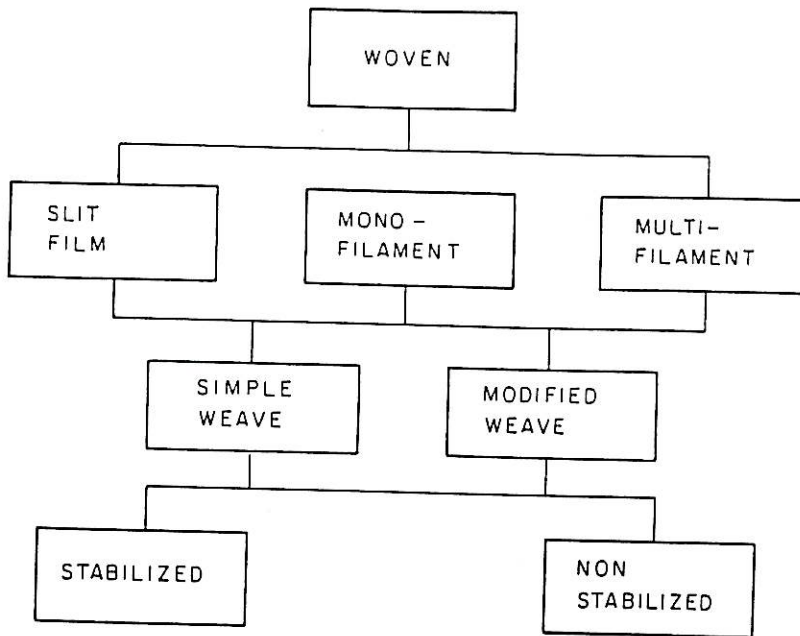 WOVEN
SLIT
FILM
MONO-
FILAMENT
MULTI-
FILAMENT
SIMPLE
WEAVE
MODIFIED
WEAVE
STABILIZED
NON
STABILIZED